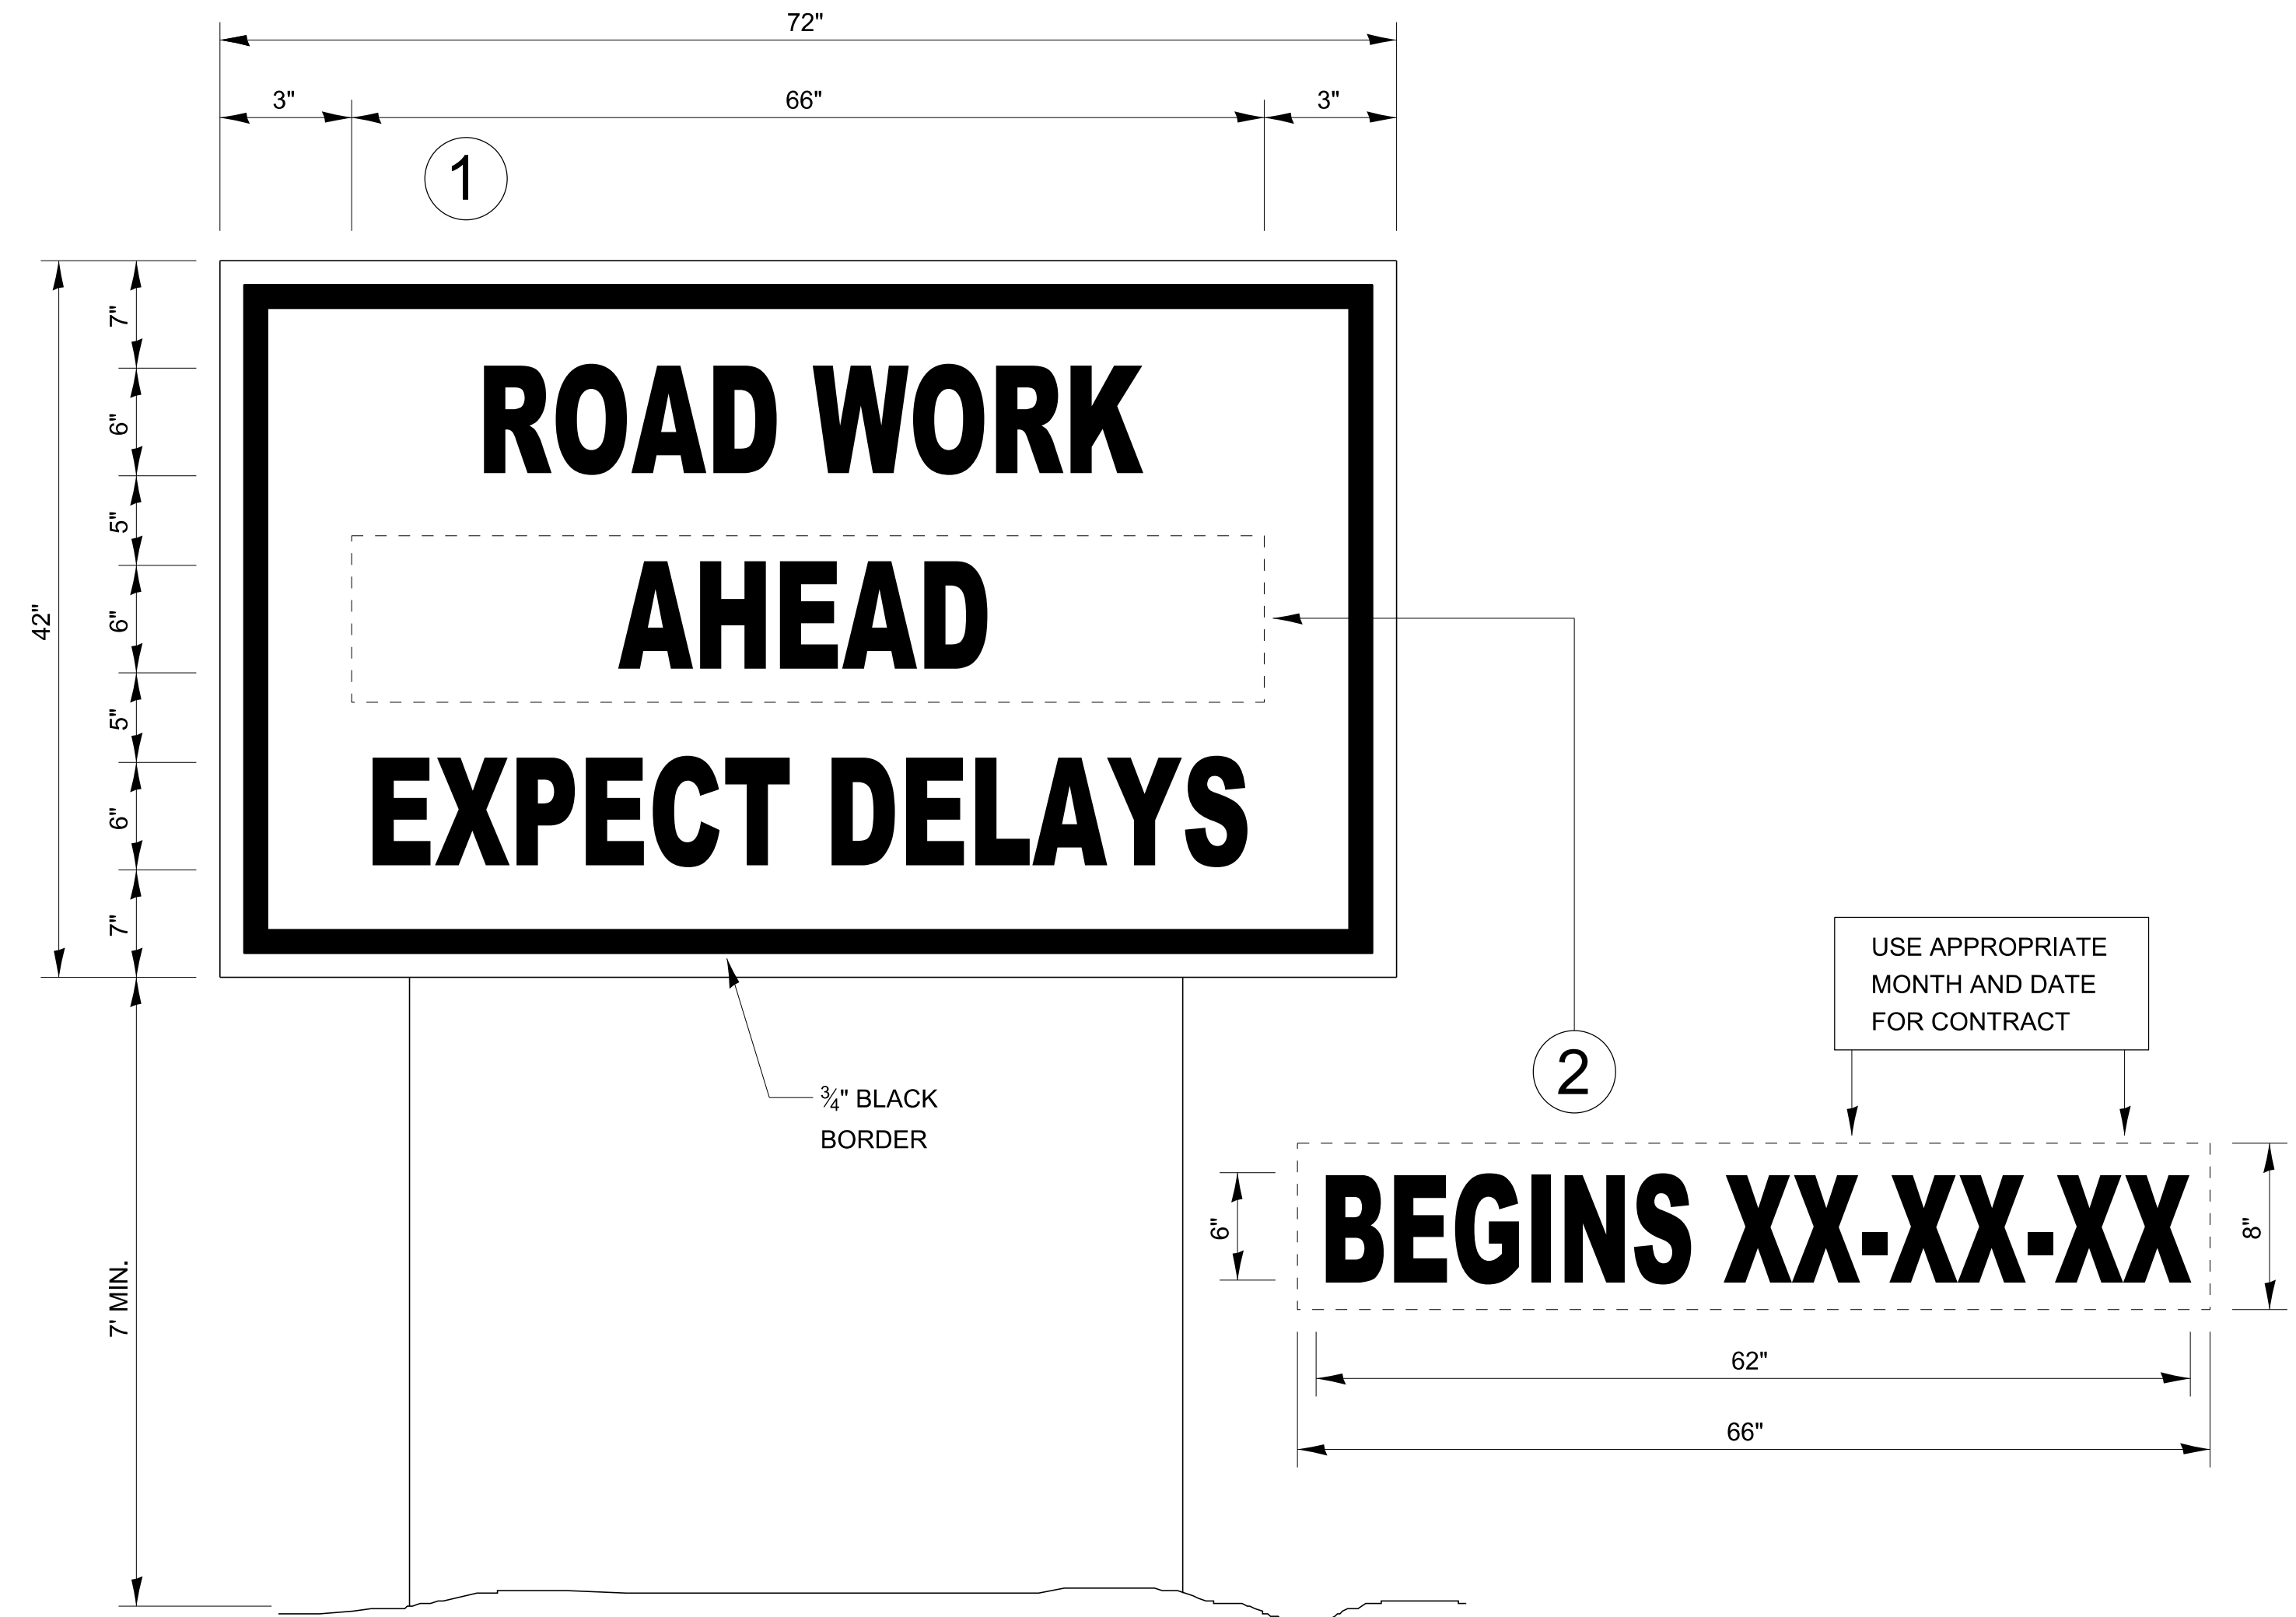 72"
3" 66" 3"
1
7"
6"
5"
6"
5"
6"
7"
42"
7' MIN.
ROAD WORK
AHEAD
EXPECT DELAYS
¾" BLACK
BORDER
2
USE APPROPRIATE
MONTH AND DATE
FOR CONTRACT
6"
BEGINS XX-XX-XX
8"
62"
66"